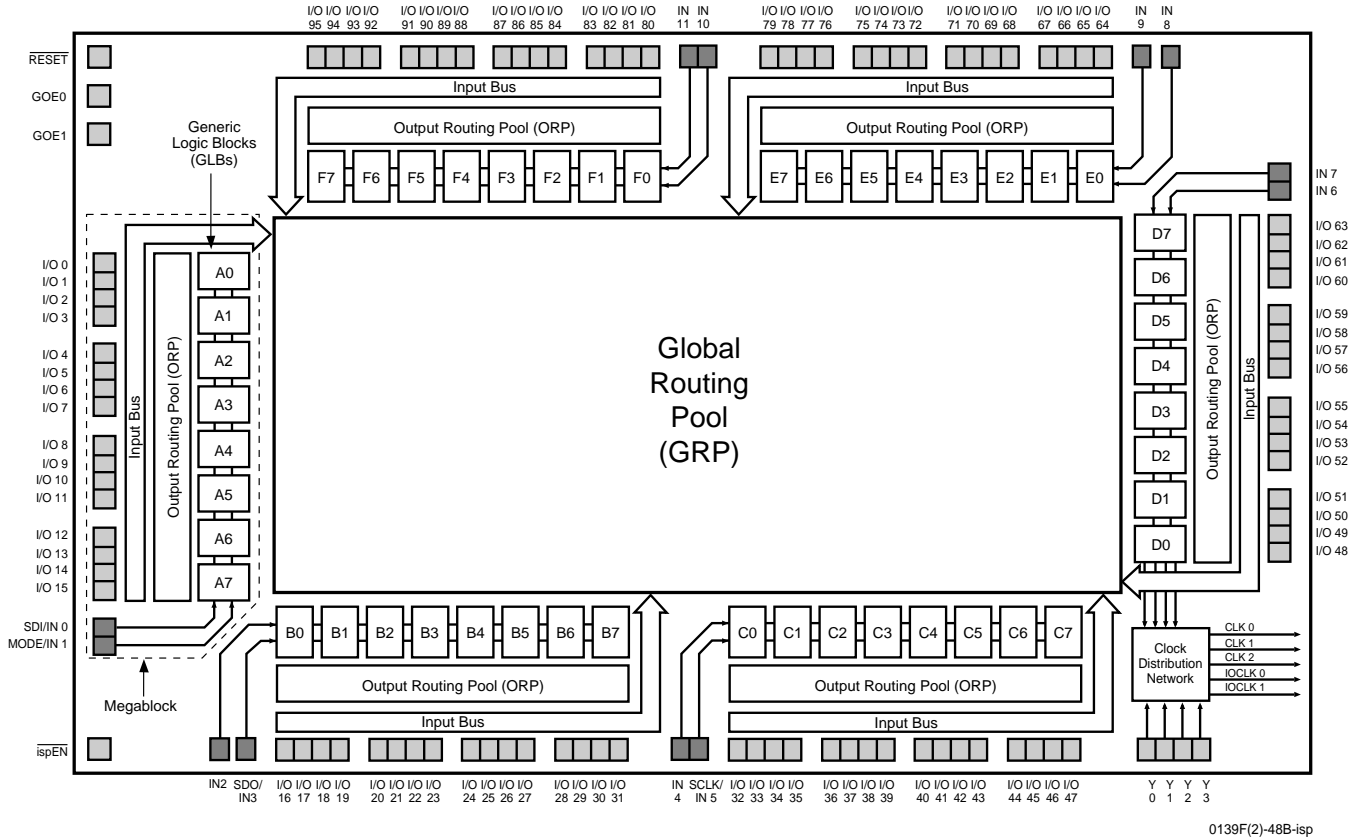 I/O I/O I/O I/O
95 94 93 92
I/O I/O I/O I/O
91 90 89 88
I/O I/O I/O I/O
87 86 85 84
I/O I/O I/O I/O
83 82 81 80
IN IN
11 10
I/O I/O I/O I/O
79 78 77 76
I/O I/O I/O I/O
75 74 73 72
I/O I/O I/O I/O
71 70 69 68
I/O I/O I/O I/O
67 66 65 64
IN
9
IN
8
RESET
GOE0
GOE1
Generic
Logic Blocks
(GLBs)
Input Bus
Output Routing Pool (ORP)
F7 F6 F5 F4 F3 F2 F1 F0
Input Bus
Output Routing Pool (ORP)
E7 E6 E5 E4 E3 E2 E1 E0
IN 7
IN 6
I/O 0
I/O 1
I/O 2
I/O 3
I/O 4
I/O 5
I/O 6
I/O 7
I/O 8
I/O 9
I/O 10
I/O 11
I/O 12
I/O 13
I/O 14
I/O 15
SDI/IN 0
MODE/IN 1
Input Bus
Output Routing Pool (ORP)
A0
A1
A2
A3
A4
A5
A6
A7
Megablock
Global
Routing
Pool
(GRP)
D7
D6
D5
D4
D3
D2
D1
D0
Output Routing Pool (ORP)
Input Bus
I/O 63
I/O 62
I/O 61
I/O 60
I/O 59
I/O 58
I/O 57
I/O 56
I/O 55
I/O 54
I/O 53
I/O 52
I/O 51
I/O 50
I/O 49
I/O 48
B0 B1 B2 B3 B4 B5 B6 B7
Output Routing Pool (ORP)
Input Bus
C0 C1 C2 C3 C4 C5 C6 C7
Output Routing Pool (ORP)
Input Bus
Clock
Distribution
Network
CLK 0
CLK 1
CLK 2
IOCLK 0
IOCLK 1
ispEN
IN2
SDO/
IN3
I/O I/O I/O I/O
16 17 18 19
I/O I/O I/O I/O
20 21 22 23
I/O I/O I/O I/O
24 25 26 27
I/O I/O I/O I/O
28 29 30 31
IN
4
SCLK/
IN 5
I/O I/O I/O I/O
32 33 34 35
I/O I/O I/O I/O
36 37 38 39
I/O I/O I/O I/O
40 41 42 43
I/O I/O I/O I/O
44 45 46 47
Y Y Y Y
0 1 2 3
0139F(2)-48B-isp